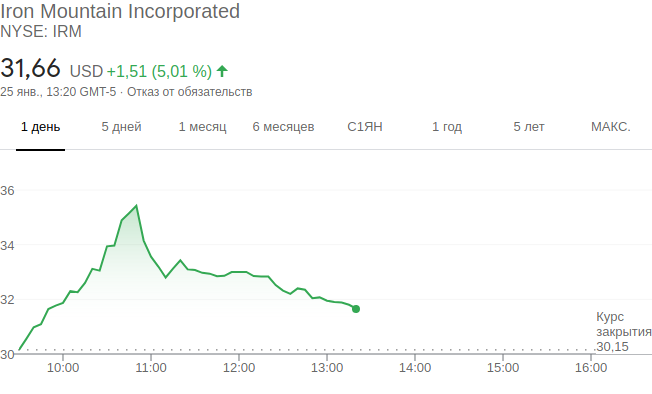 Iron Mountain Incorporated
NYSE: IRM
31,66 USD +1,51 (5,01 %)
25 янв., 13:20 GMT-5 · Отказ от обязательств
1 день 5 дней 1 месяц 6 месяцев С1ЯН 1 год 5 лет МАКС.
36
34
32
30
Курс
закрытия
30,15
10:00 11:00 12:00 13:00 14:00 15:00 16:00